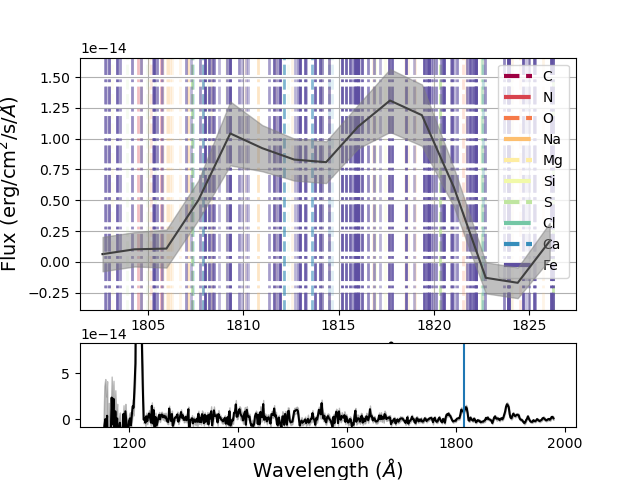 1e−14
Flux (erg/cm²/s/Å)
1.50
1.25
1.00
0.75
0.50
0.25
0.00
−0.25
C
N
O
Na
Mg
Si
S
Cl
Ca
Fe
1805 1810 1815 1820 1825
1e−14
5
0
1200 1400 1600 1800 2000
Wavelength (Å)